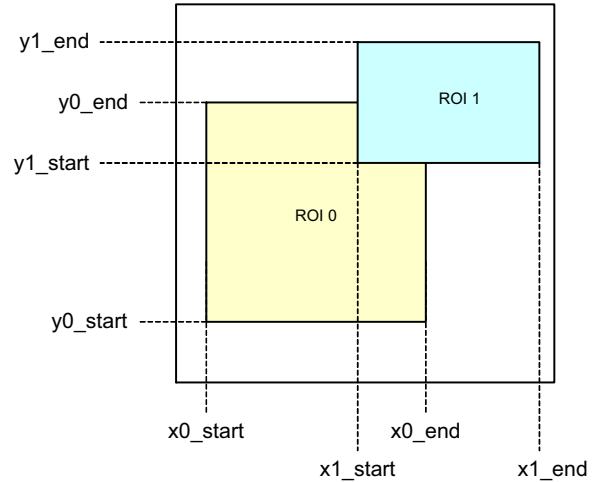 y1_end
y0_end
ROI 1
y1_start
ROI 0
y0_start
x0_start
x0_end
x1_start
x1_end